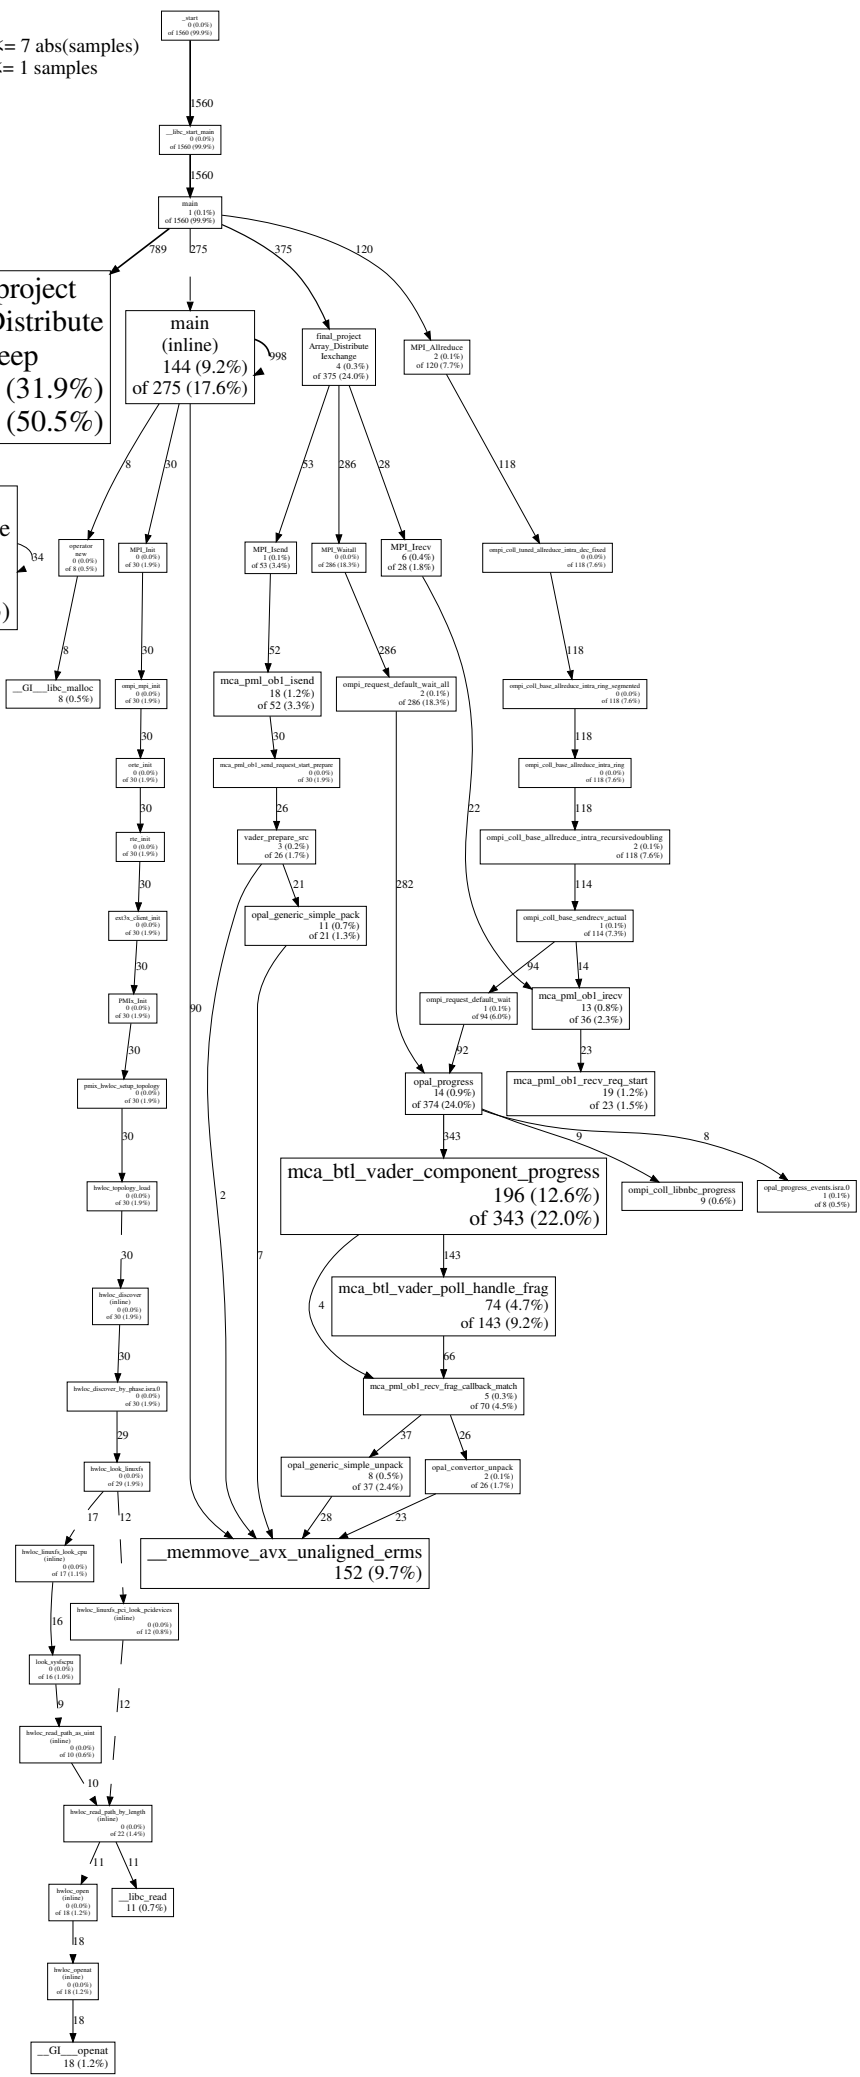 _start
0 (0.0%)
of 1560 (99.9%)
<= 7 abs(samples)
<= 1 samples
1560
__libc_start_main
0 (0.0%)
of 1560 (99.9%)
1560
main
1 (0.1%)
of 1560 (99.9%)
789
275
375
120
project
Distribute
eep
(31.9%)
(50.5%)
main
(inline)
144 (9.2%)
of 275 (17.6%)
998
final_project
Array_Distribute
Iexchange
4 (0.3%)
of 375 (24.0%)
MPI_Allreduce
2 (0.1%)
of 120 (7.7%)
8
30
53
286
28
118
e
34
)
operator
new
0 (0.0%)
of 8 (0.5%)
MPI_Init
0 (0.0%)
of 30 (1.9%)
MPI_Isend
1 (0.1%)
of 53 (3.4%)
MPI_Waitall
0 (0.0%)
of 286 (18.3%)
MPI_Irecv
6 (0.4%)
of 28 (1.8%)
ompi_coll_tuned_allreduce_intra_dec_fixed
0 (0.0%)
of 118 (7.6%)
8
30
52
286
118
__GI___libc_malloc
8 (0.5%)
ompi_mpi_init
0 (0.0%)
of 30 (1.9%)
mca_pml_ob1_isend
18 (1.2%)
of 52 (3.3%)
ompi_request_default_wait_all
2 (0.1%)
of 286 (18.3%)
ompi_coll_base_allreduce_intra_ring_segmented
0 (0.0%)
of 118 (7.6%)
30
30
118
orte_init
0 (0.0%)
of 30 (1.9%)
mca_pml_ob1_send_request_start_prepare
0 (0.0%)
of 30 (1.9%)
ompi_coll_base_allreduce_intra_ring
0 (0.0%)
of 118 (7.6%)
30
26
22
118
rte_init
0 (0.0%)
of 30 (1.9%)
vader_prepare_src
3 (0.2%)
of 26 (1.7%)
ompi_coll_base_allreduce_intra_recursivedoubling
2 (0.1%)
of 118 (7.6%)
30
21
282
114
ext3x_client_init
0 (0.0%)
of 30 (1.9%)
opal_generic_simple_pack
11 (0.7%)
of 21 (1.3%)
ompi_coll_base_sendrecv_actual
1 (0.1%)
of 114 (7.3%)
30
94
14
PMIx_Init
0 (0.0%)
of 30 (1.9%)
90
ompi_request_default_wait
1 (0.1%)
of 94 (6.0%)
mca_pml_ob1_irecv
13 (0.8%)
of 36 (2.3%)
30
92
23
pmix_hwloc_setup_topology
0 (0.0%)
of 30 (1.9%)
opal_progress
14 (0.9%)
of 374 (24.0%)
mca_pml_ob1_recv_req_start
19 (1.2%)
of 23 (1.5%)
30
343
9
8
hwloc_topology_load
0 (0.0%)
of 30 (1.9%)
2
mca_btl_vader_component_progress
196 (12.6%)
of 343 (22.0%)
ompi_coll_libnbc_progress
9 (0.6%)
opal_progress_events.isra.0
1 (0.1%)
of 8 (0.5%)
30
7
143
hwloc_discover
(inline)
0 (0.0%)
of 30 (1.9%)
4
mca_btl_vader_poll_handle_frag
74 (4.7%)
of 143 (9.2%)
30
66
hwloc_discover_by_phase.isra.0
0 (0.0%)
of 30 (1.9%)
mca_pml_ob1_recv_frag_callback_match
5 (0.3%)
of 70 (4.5%)
29
37
26
hwloc_look_linuxfs
0 (0.0%)
of 29 (1.9%)
opal_generic_simple_unpack
8 (0.5%)
of 37 (2.4%)
opal_convertor_unpack
2 (0.1%)
of 26 (1.7%)
17
12
28
23
hwloc_linuxfs_look_cpu
(inline)
0 (0.0%)
of 17 (1.1%)
__memmove_avx_unaligned_erms
152 (9.7%)
16
hwloc_linuxfs_pci_look_pcidevices
(inline)
0 (0.0%)
of 12 (0.8%)
look_sysfscpu
0 (0.0%)
of 16 (1.0%)
9
12
hwloc_read_path_as_uint
(inline)
0 (0.0%)
of 10 (0.6%)
10
hwloc_read_path_by_length
(inline)
0 (0.0%)
of 22 (1.4%)
11
11
hwloc_open
(inline)
0 (0.0%)
of 18 (1.2%)
__libc_read
11 (0.7%)
18
hwloc_openat
(inline)
0 (0.0%)
of 18 (1.2%)
18
__GI___openat
18 (1.2%)